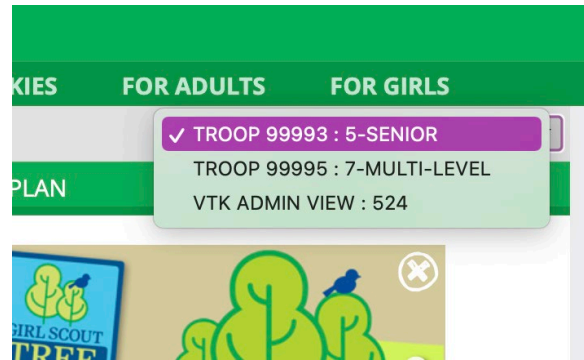 KIES FOR ADULTS FOR GIRLS
✓ TROOP 99993 : 5-SENIOR
TROOP 99995 : 7-MULTI-LEVEL
PLAN
VTK ADMIN VIEW : 524
GIRL SCOUT
TREE